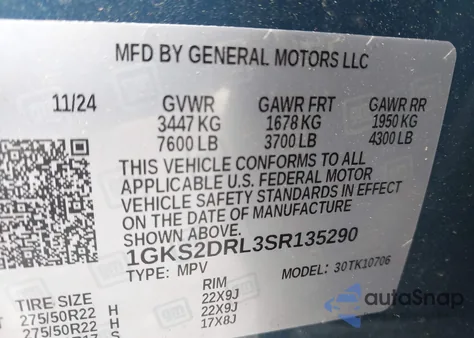 MFD BY GENERAL MOTORS LLC
11/24 GVWR GAWR FRT GAWR RR
3447 KG 1678 KG 1950 KG
7600 LB 3700 LB 4300 LB
THIS VEHICLE CONFORMS TO ALL
APPLICABLE U.S. FEDERAL MOTOR
VEHICLE SAFETY STANDARDS IN EFFECT
ON THE DATE OF MANUFACTURE
SHOWN ABOVE.
1GKS2DRL3SR135290
TYPE: MPV MODEL: 30TK10706
TIRE SIZE RIM
275/50R22 H 22X9J
275/50R22 H 22X9J
17X8J
autoSnap